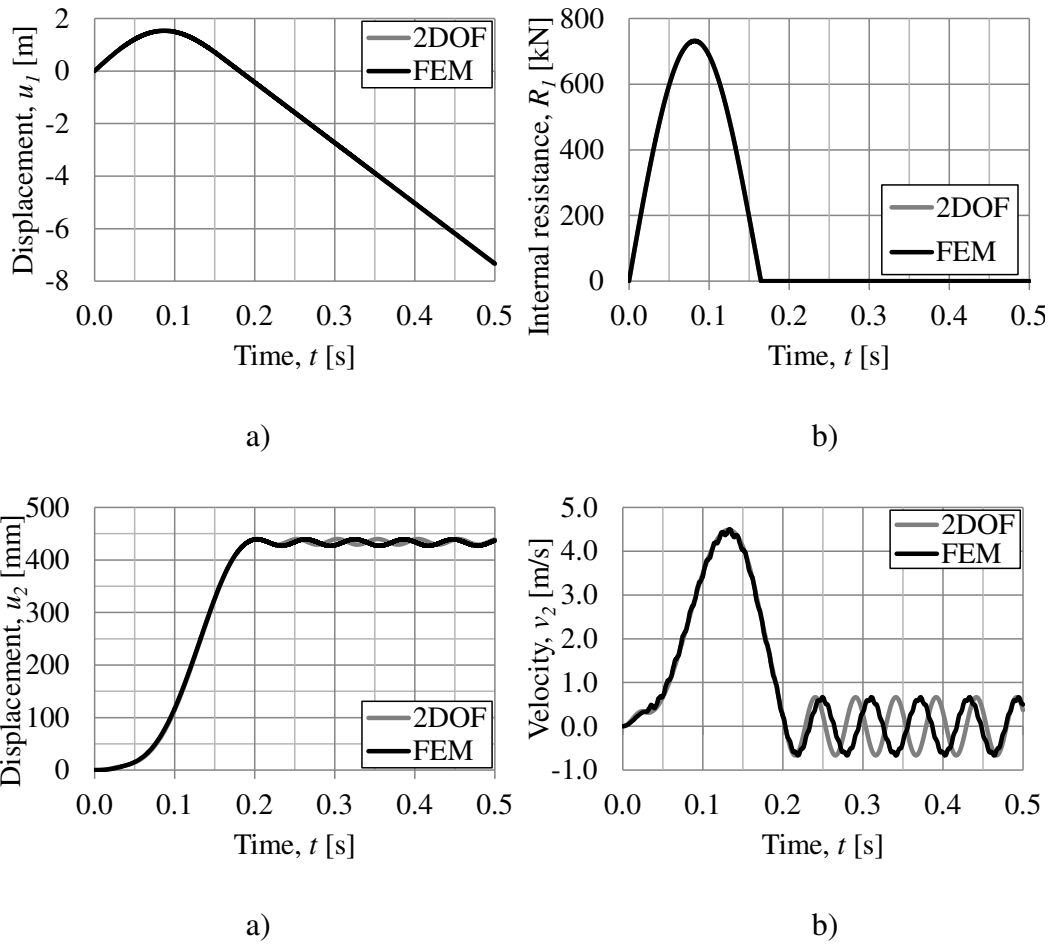 Displacement, u1 [m]
2
0
-2
-4
-6
-8
0.0 0.1 0.2 0.3 0.4 0.5
Time, t [s]
2DOF
FEM
a)
Internal resistance, R1 [kN]
800
600
400
200
0
0.0 0.1 0.2 0.3 0.4 0.5
Time, t [s]
2DOF
FEM
b)
Displacement, u2 [mm]
500
400
300
200
100
0
0.0 0.1 0.2 0.3 0.4 0.5
Time, t [s]
2DOF
FEM
a)
Velocity, v2 [m/s]
5.0
4.0
3.0
2.0
1.0
0.0
-1.0
0.0 0.1 0.2 0.3 0.4 0.5
Time, t [s]
2DOF
FEM
b)